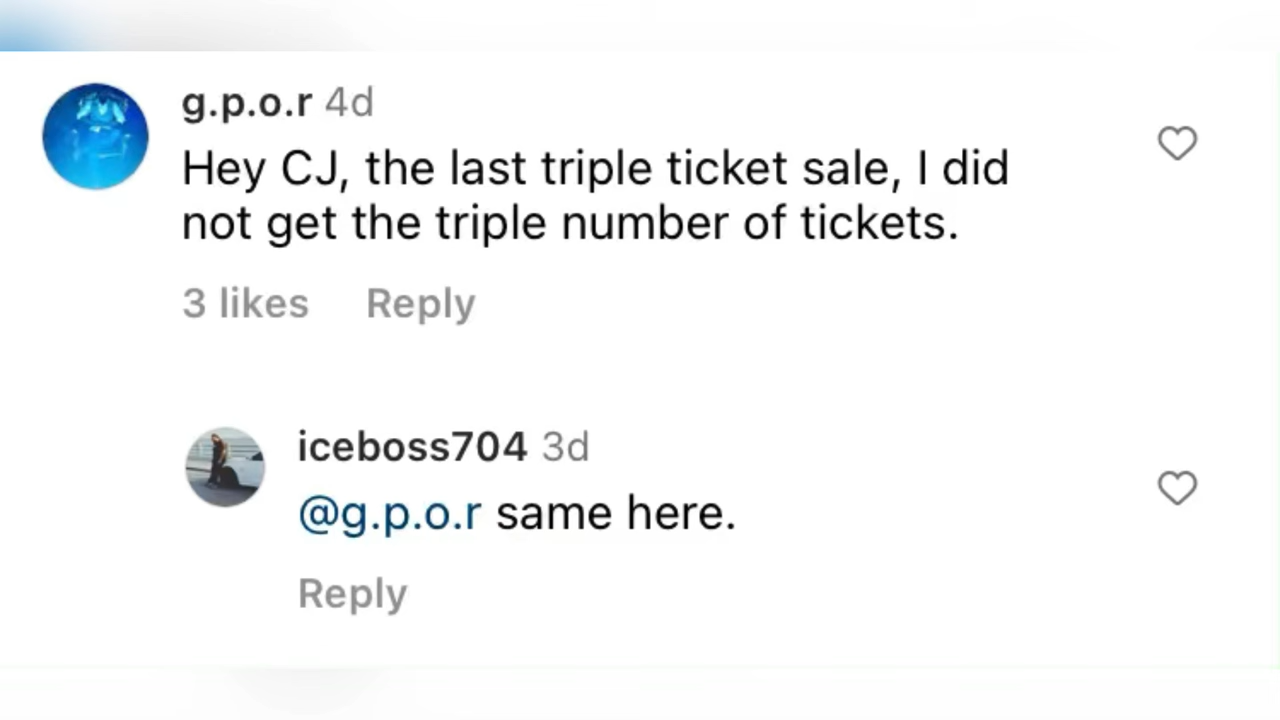 g.p.o.r 4d
Hey CJ, the last triple ticket sale, I did
not get the triple number of tickets.
3 likes Reply
iceboss704 3d
@g.p.o.r same here.
Reply